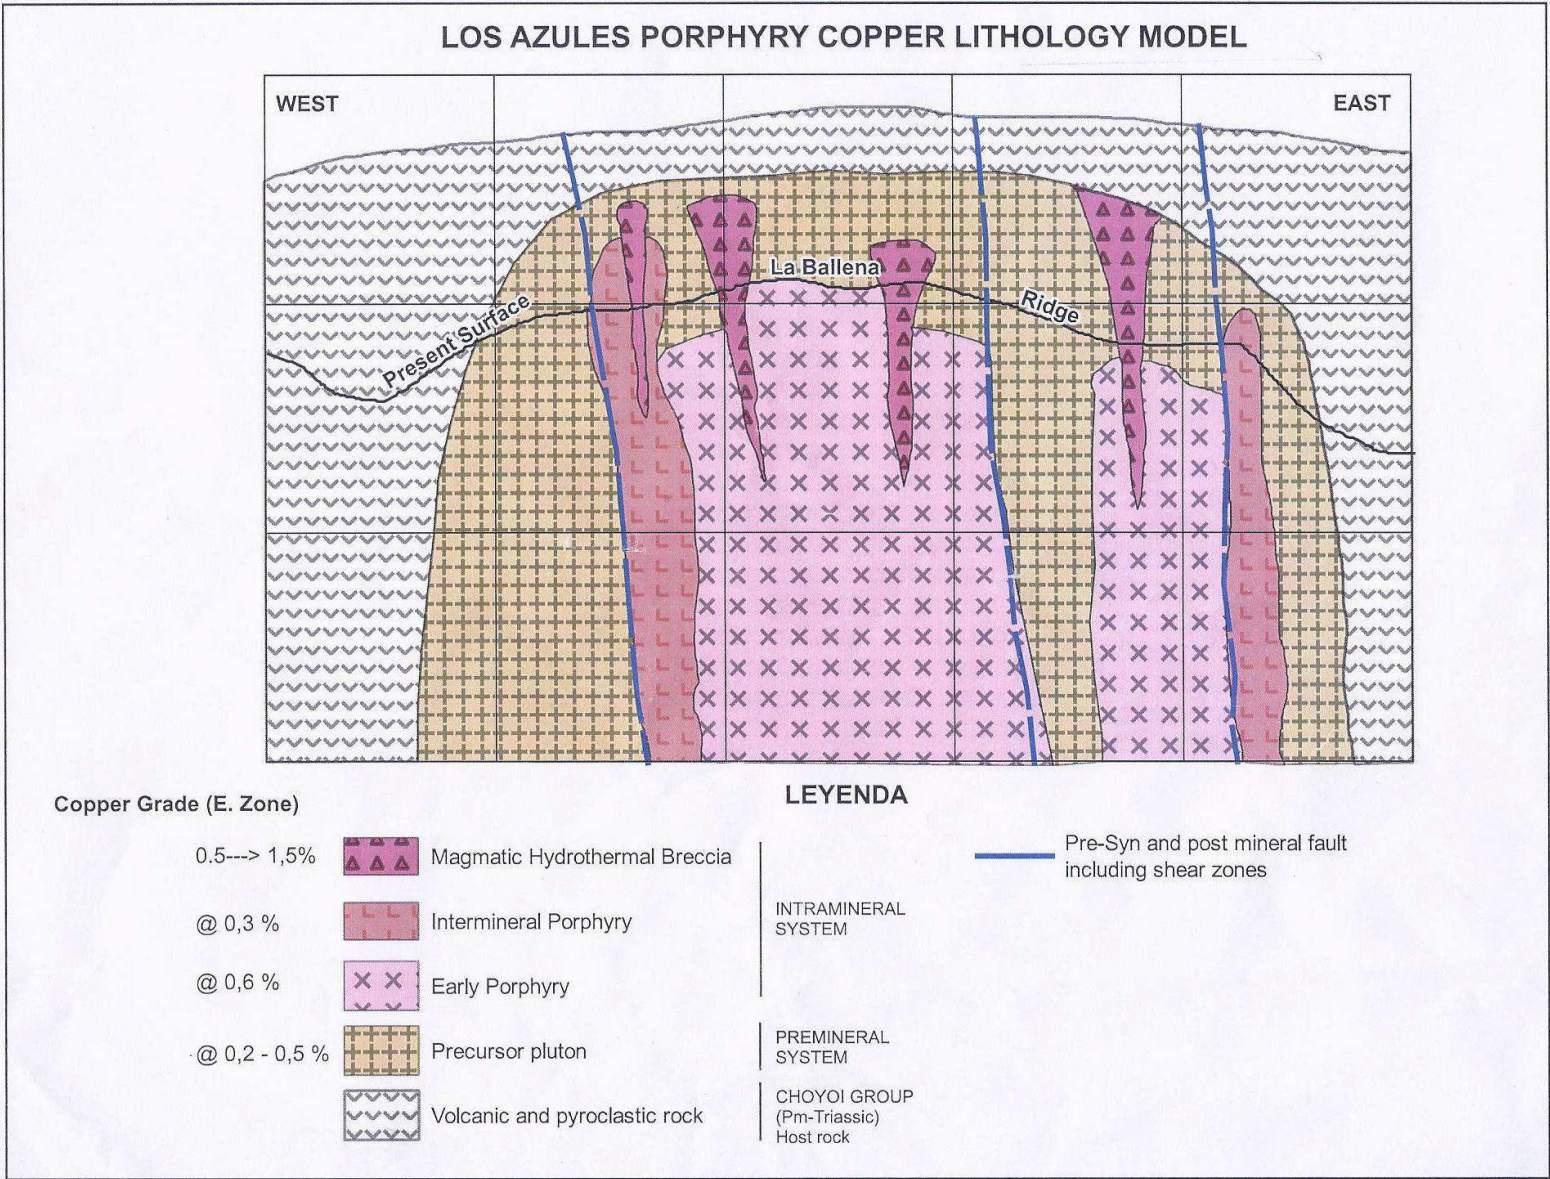 LOS AZULES PORPHYRY COPPER LITHOLOGY MODEL
WEST
EAST
La Ballena
Ridge
Present Surface
Copper Grade (E. Zone)
LEYENDA
0.5---> 1,5%
Magmatic Hydrothermal Breccia
@ 0,3 %
Intermineral Porphyry
@ 0,6 %
Early Porphyry
@ 0,2 - 0,5 %
Precursor pluton
Volcanic and pyroclastic rock
INTRAMINERAL
SYSTEM
PREMINERAL
SYSTEM
CHOYOI GROUP
(Pm-Triassic)
Host rock
Pre-Syn and post mineral fault
including shear zones